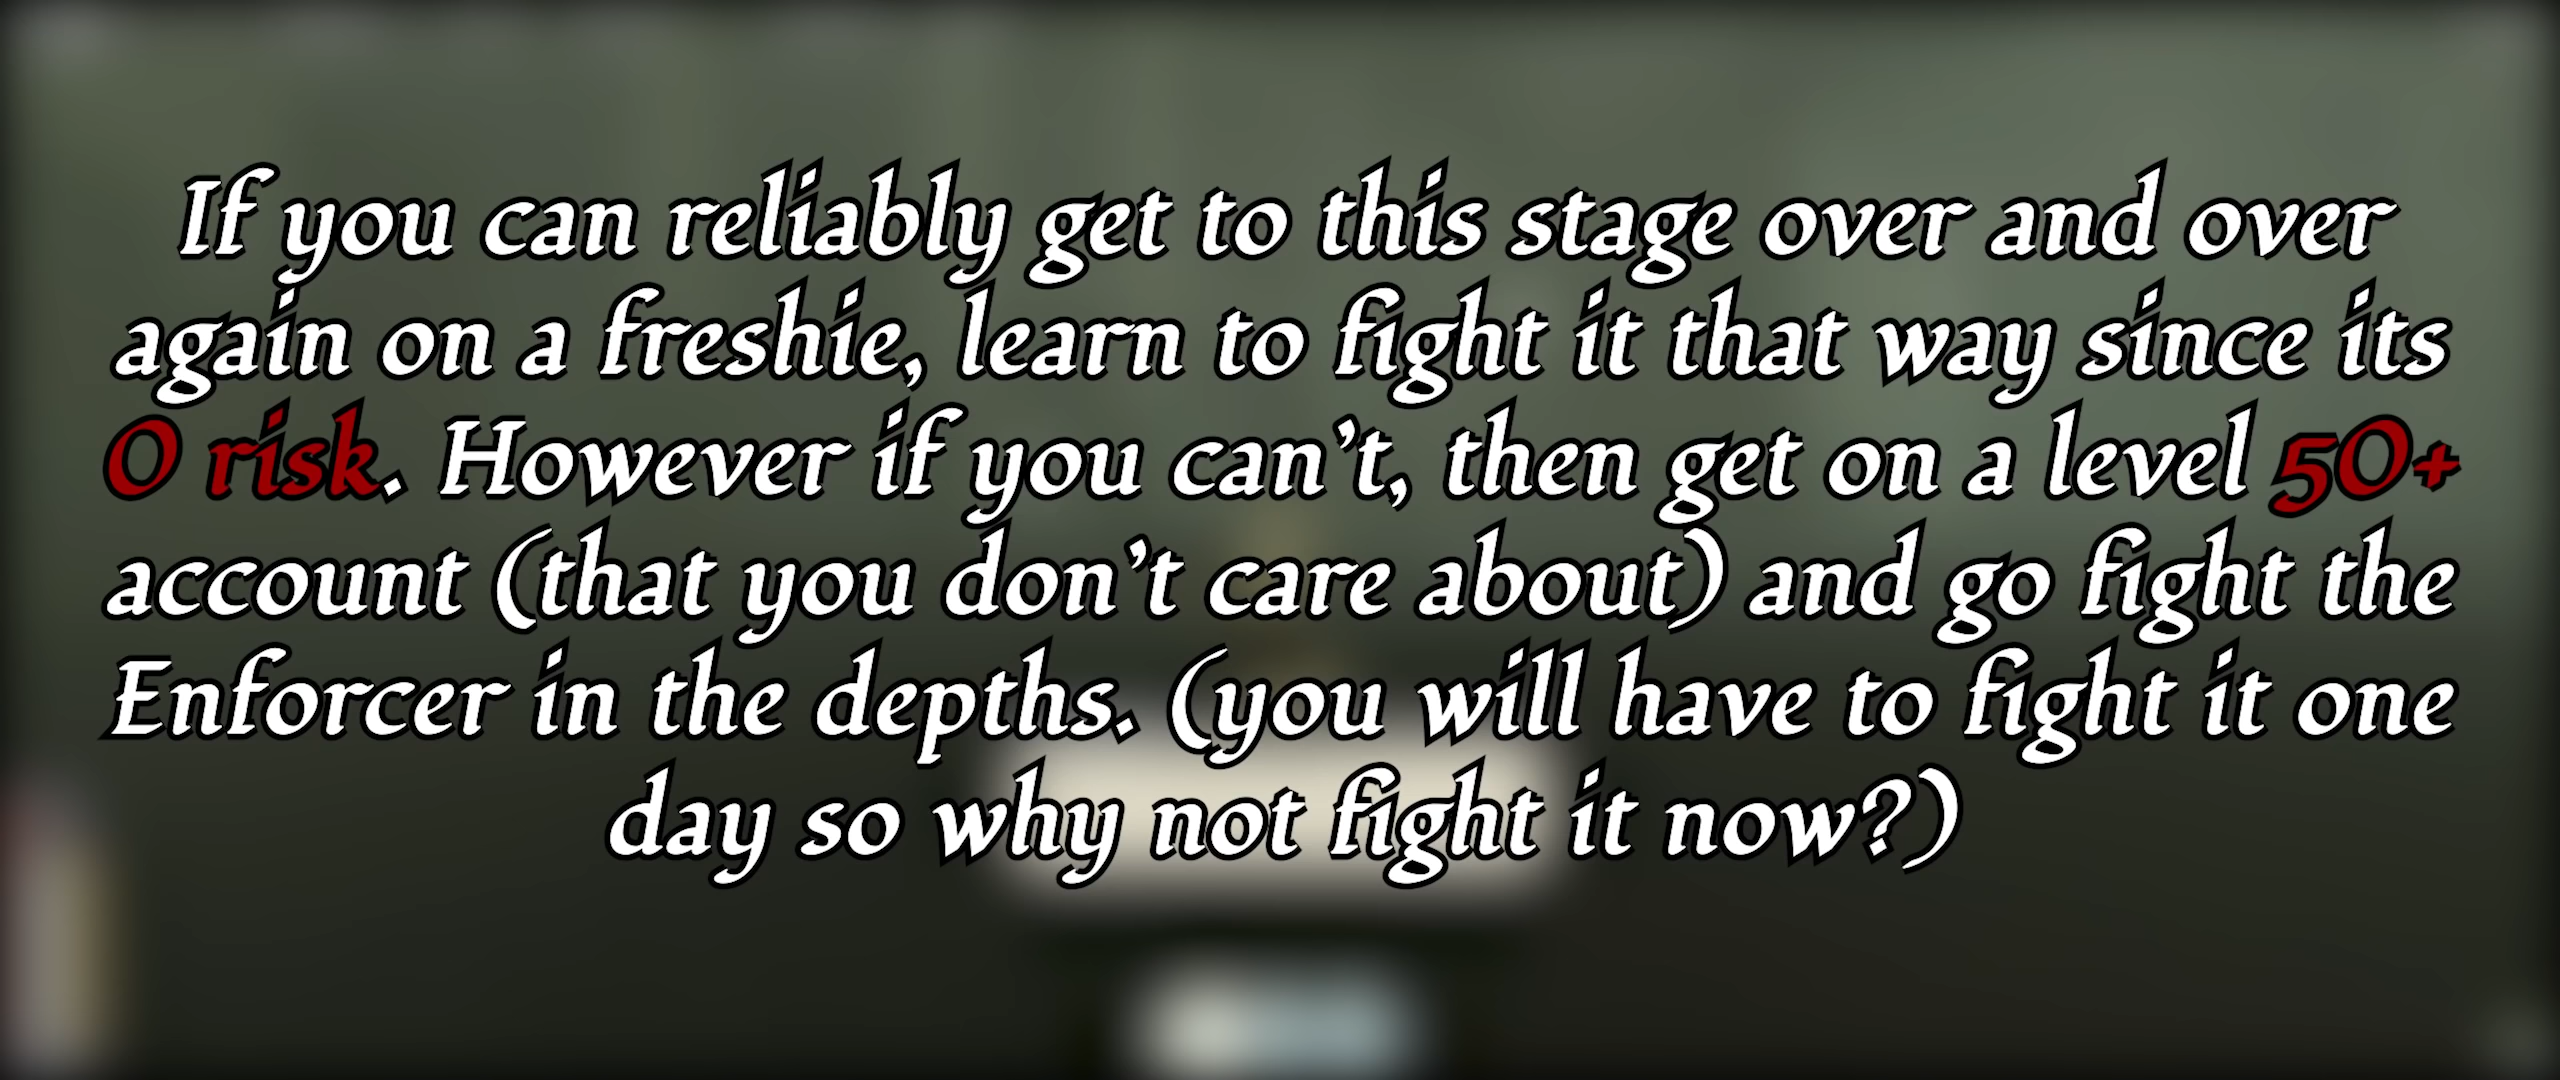 If you can reliably get to this stage over and over
again on a freshie, learn to fight it that way since its
0 risk. However if you can't, then get on a level 50+
account (that you don't care about) and go fight the
Enforcer in the depths. (you will have to fight it one
day so why not fight it now?)